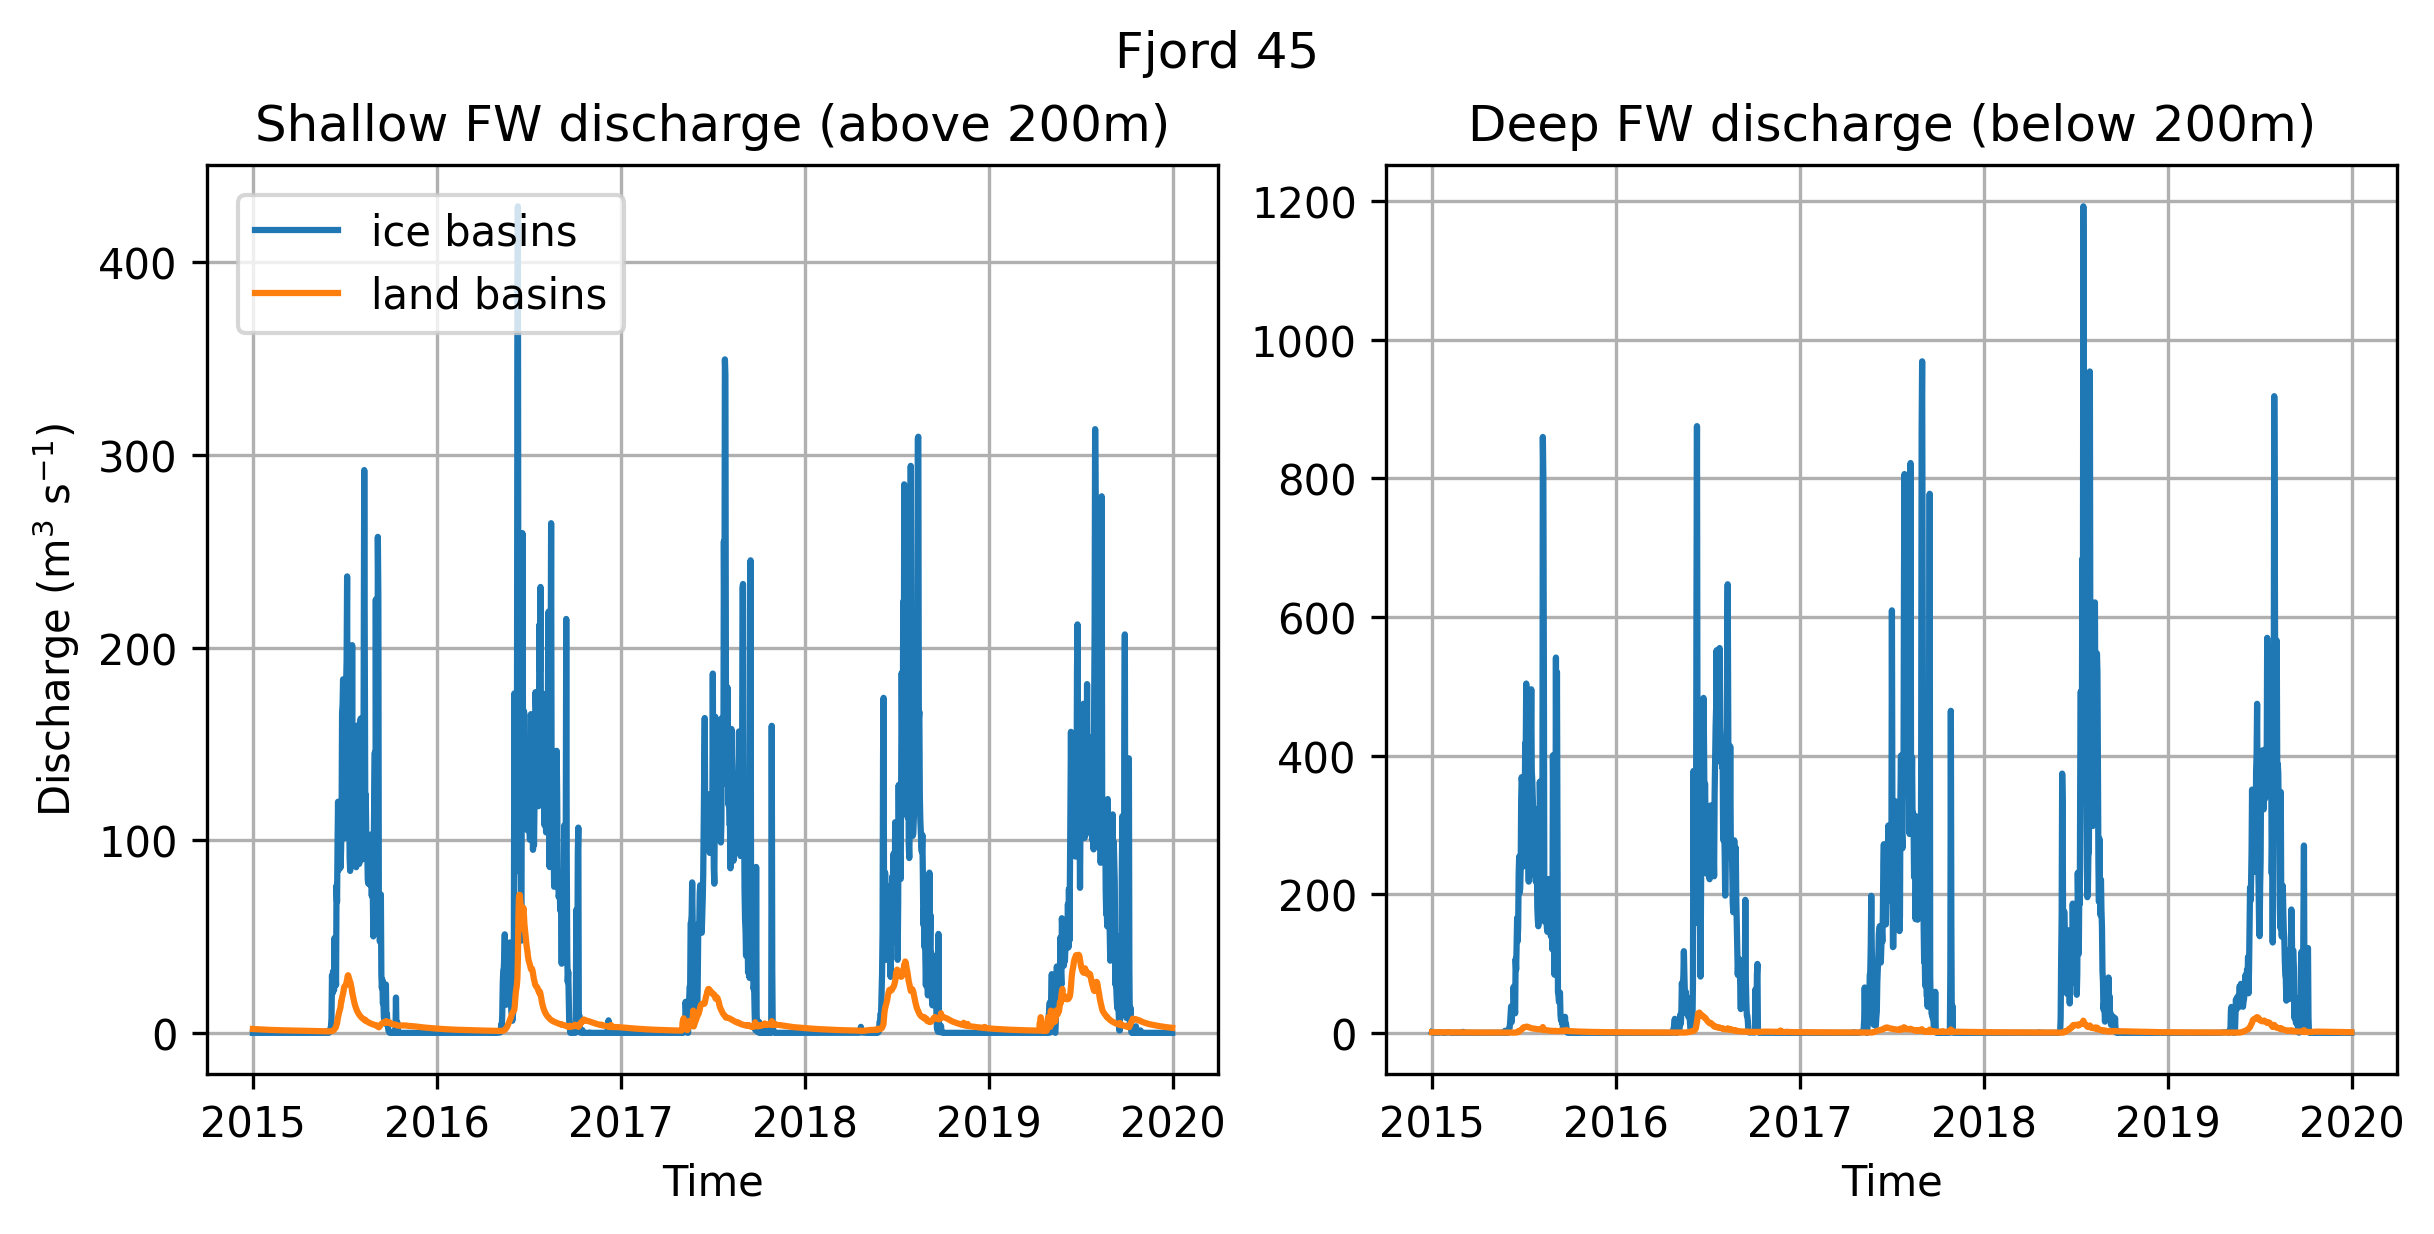 Fjord 45
Shallow FW discharge (above 200m)
Deep FW discharge (below 200m)
ice basins
land basins
Discharge (m³ s⁻¹)
400
300
200
100
0
1200
1000
800
600
400
200
0
2015 2016 2017 2018 2019 2020
2015 2016 2017 2018 2019 2020
Time
Time